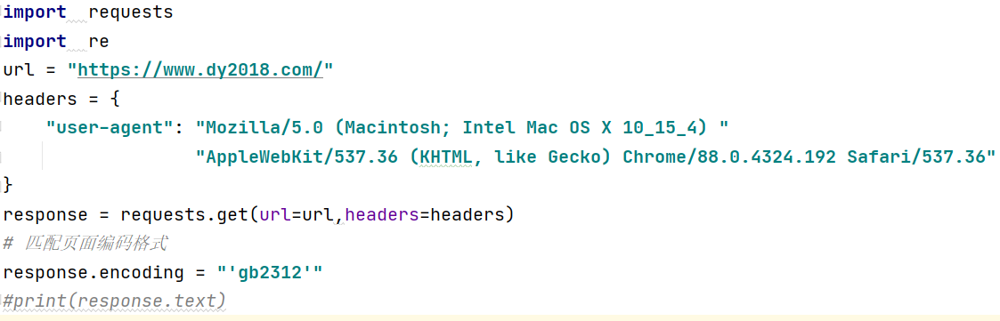 import  requests
import  re
url = "https://www.dy2018.com/"
headers = {
    "user-agent": "Mozilla/5.0 (Macintosh; Intel Mac OS X 10_15_4) "
                  "AppleWebKit/537.36 (KHTML, like Gecko) Chrome/88.0.4324.192 Safari/537.36"
}
response = requests.get(url=url,headers=headers)
# 匹配页面编码格式
response.encoding = "'gb2312'"
#print(response.text)